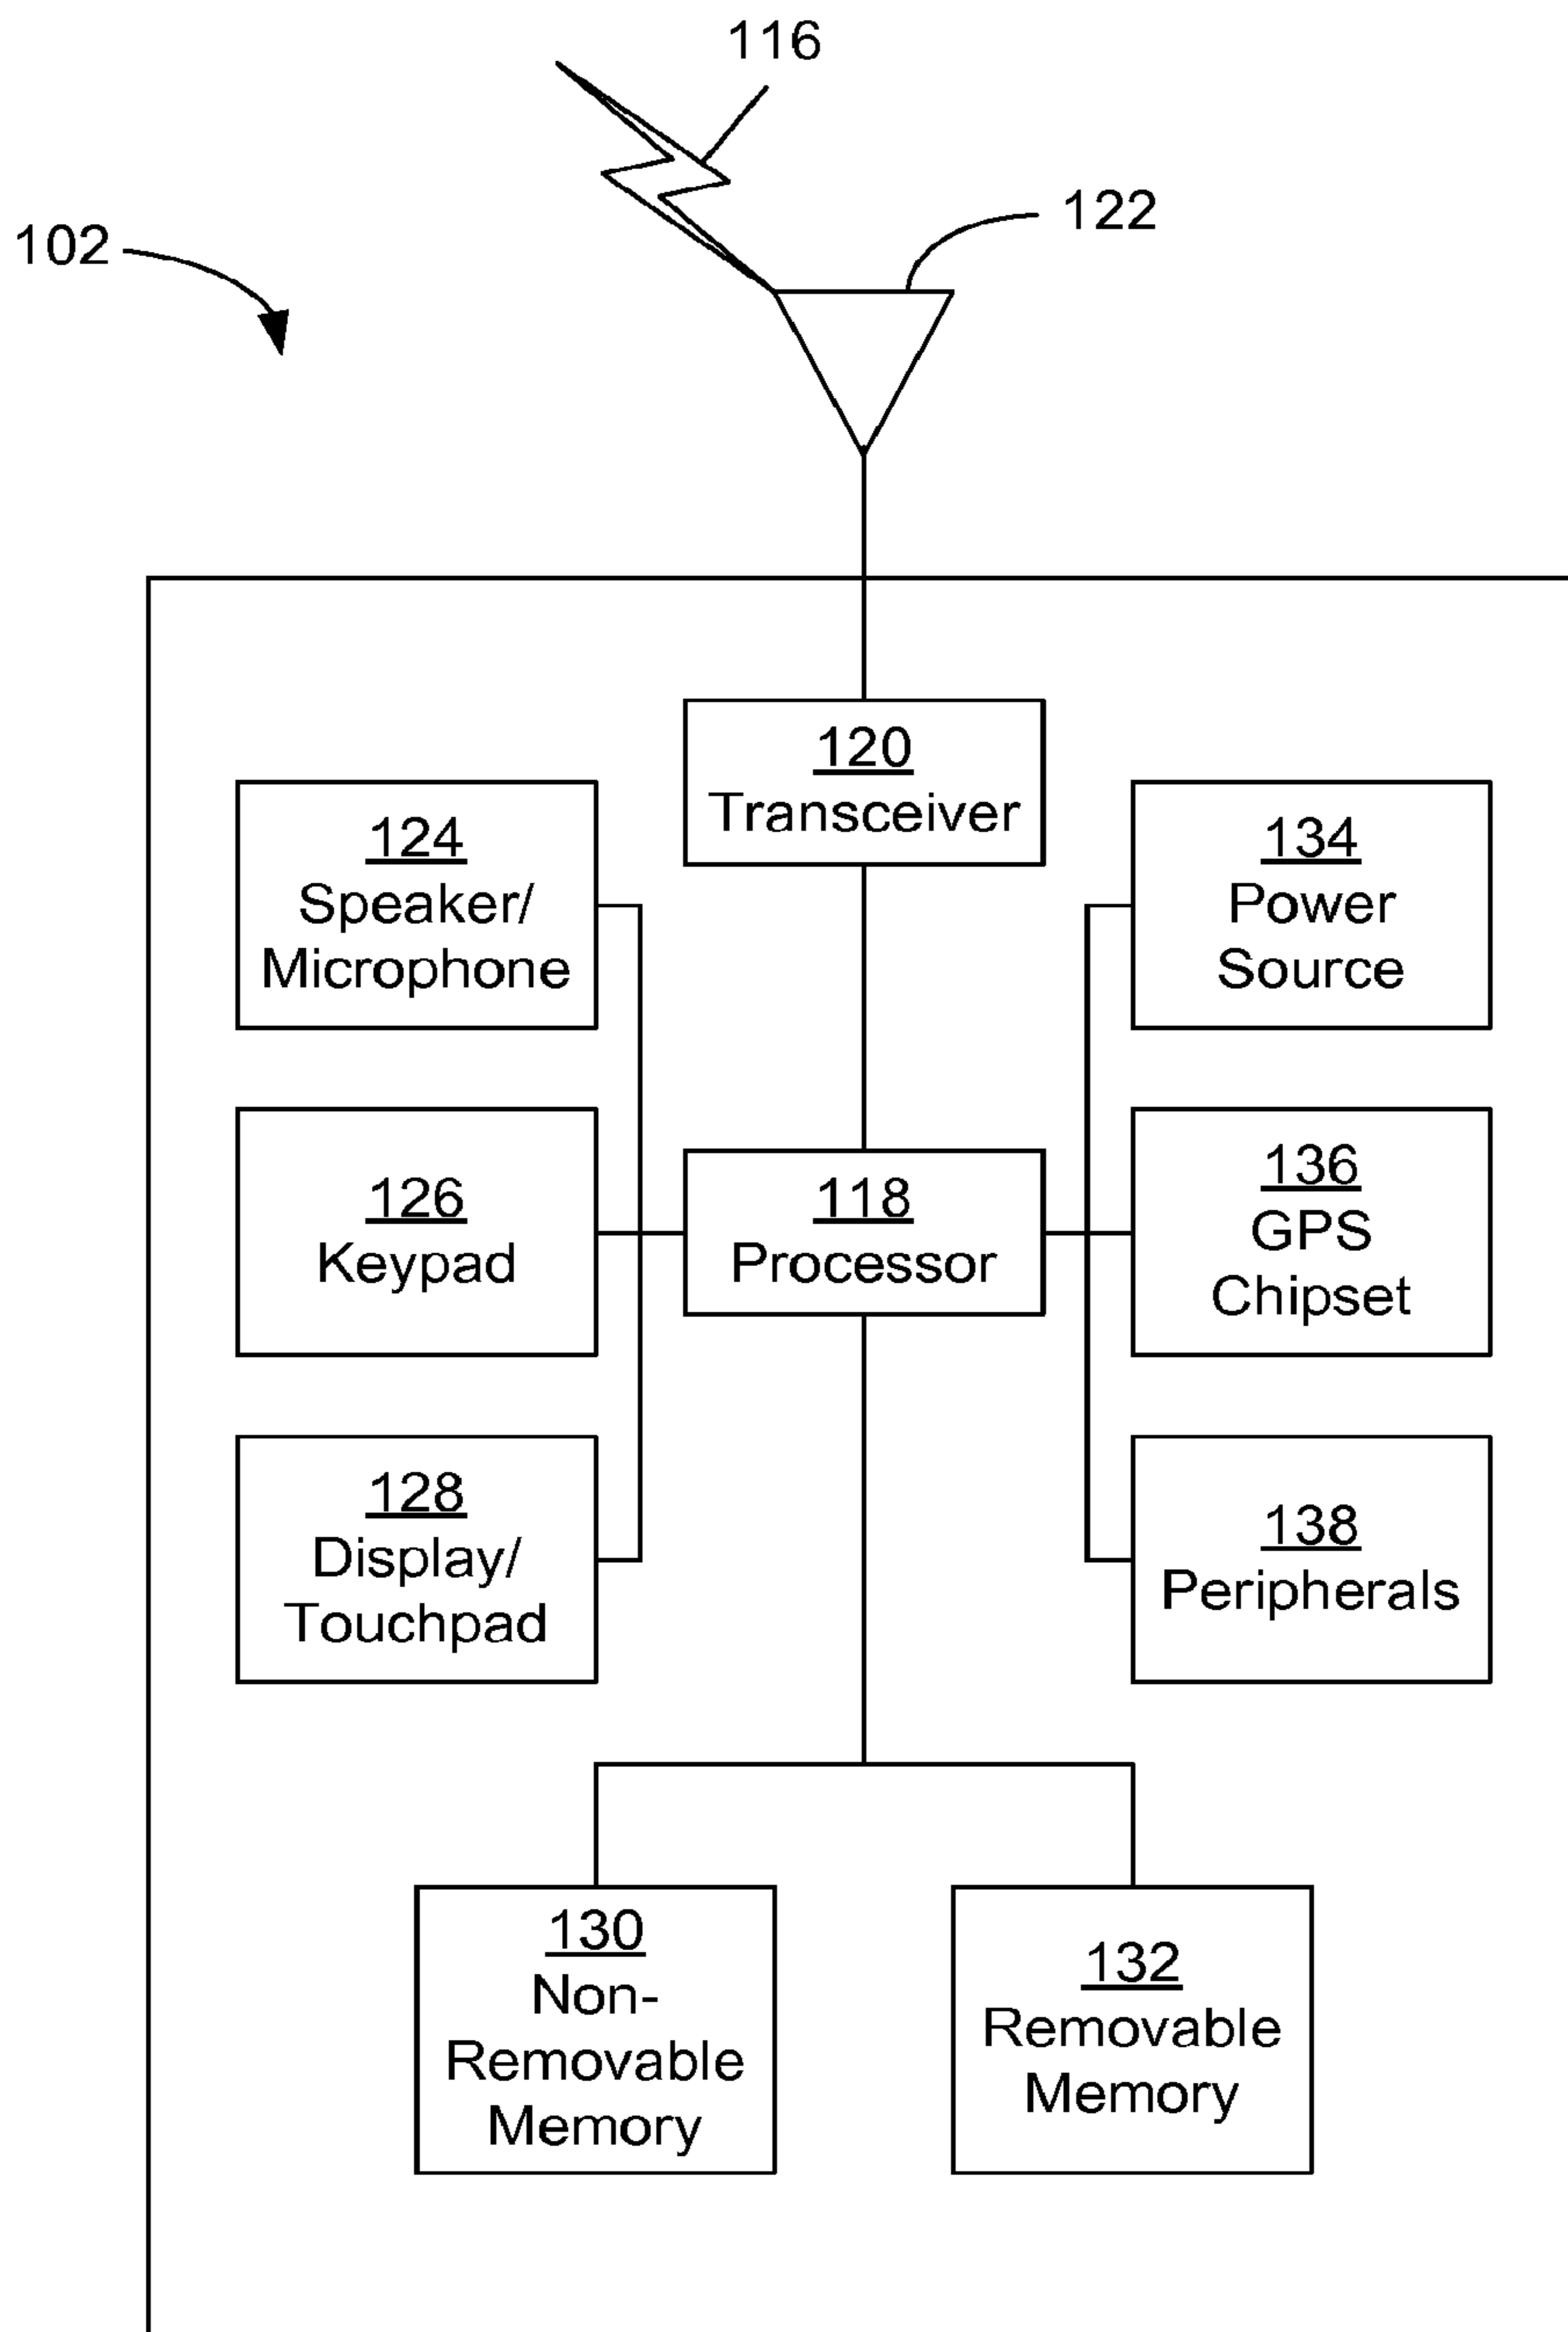 116
122
102
120
Transceiver
124
Speaker/
Microphone
134
Power
Source
126
Keypad
118
Processor
136
GPS
Chipset
128
Display/
Touchpad
138
Peripherals
130
Non-
Removable
Memory
132
Removable
Memory